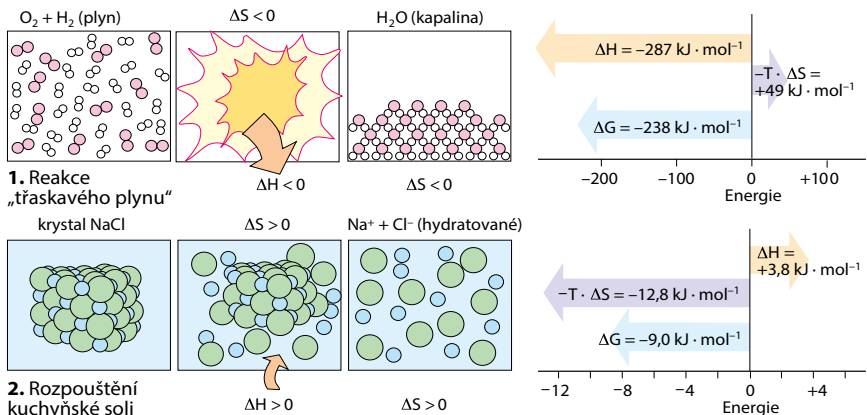 O₂ + H₂ (plyn)
ΔS < 0
H₂O (kapalina)
ΔH < 0
ΔS < 0
1. Reakce
„třaskavého plynu“
ΔH = –287 kJ · mol⁻¹
–T · ΔS =
+49 kJ · mol⁻¹
ΔG = –238 kJ · mol⁻¹
–200
–100
0
+100
Energie
krystal NaCl
ΔS > 0
Na⁺ + Cl⁻ (hydratované)
2. Rozpouštění
kuchyňské soli
ΔH > 0
ΔS > 0
ΔH =
+3,8 kJ · mol⁻¹
–T · ΔS = –12,8 kJ · mol⁻¹
ΔG = –9,0 kJ · mol⁻¹
–12
–8
–4
0
+4
Energie